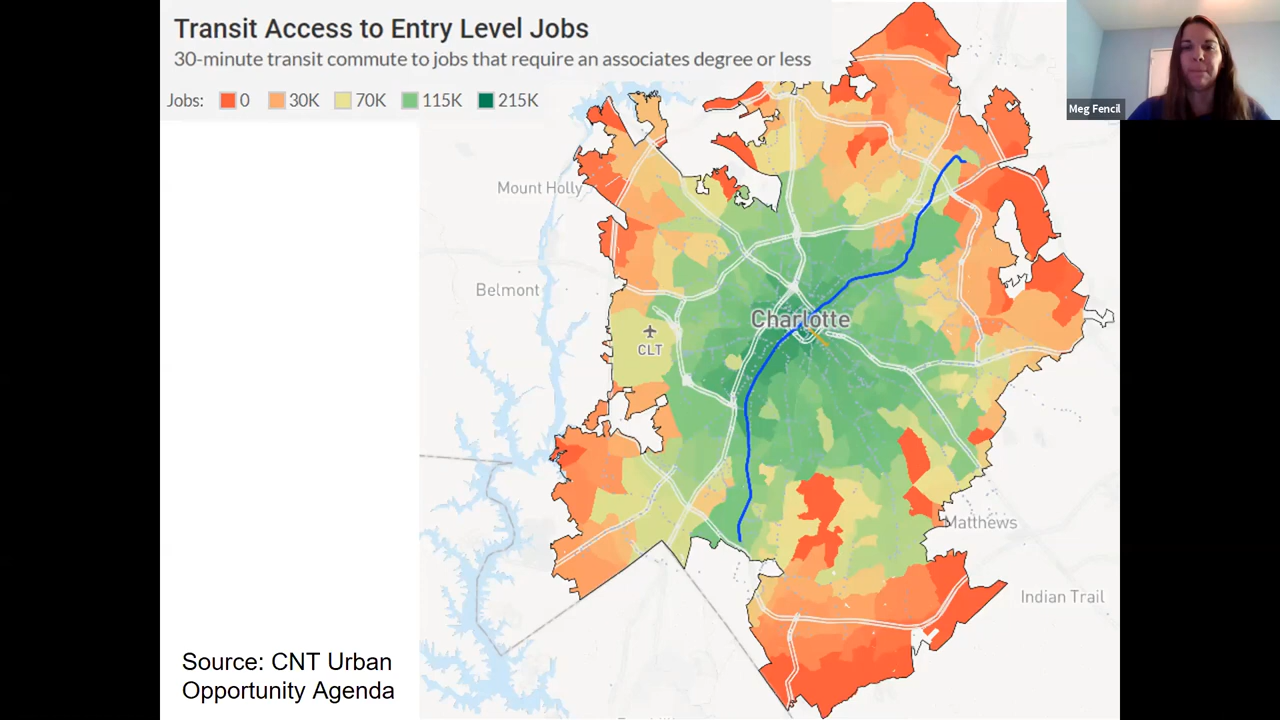 Transit Access to Entry Level Jobs
30-minute transit commute to jobs that require an associates degree or less
Jobs: 0 30K 70K 115K 215K
Meg Fencil
Mount Holly
Belmont
Charlotte
CLT
Matthews
Indian Trail
Source: CNT Urban
Opportunity Agenda